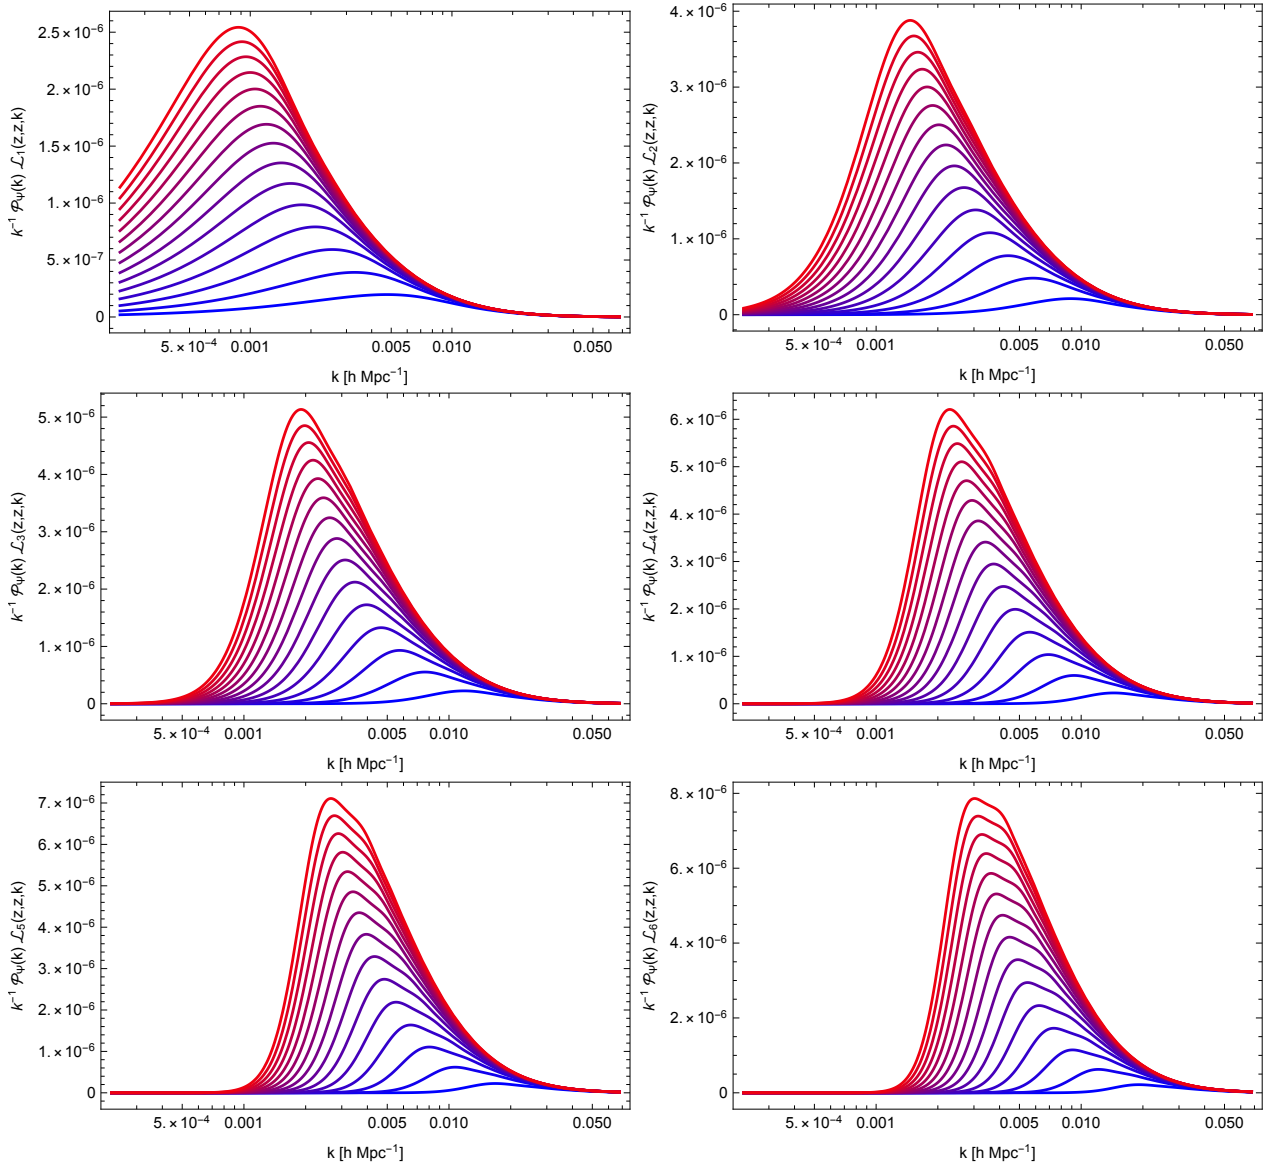 2.5×10⁻⁶
2.×10⁻⁶
1.5×10⁻⁶
1.×10⁻⁶
5.×10⁻⁷
0
k⁻¹ 𝒫_Ψ(k) ℒ₁(z,z,k)
5.×10⁻⁴ 0.001 0.005 0.010 0.050
k [h Mpc⁻¹]
4.×10⁻⁶
3.×10⁻⁶
2.×10⁻⁶
1.×10⁻⁶
0
k⁻¹ 𝒫_Ψ(k) ℒ₂(z,z,k)
5.×10⁻⁴ 0.001 0.005 0.010 0.050
k [h Mpc⁻¹]
5.×10⁻⁶
4.×10⁻⁶
3.×10⁻⁶
2.×10⁻⁶
1.×10⁻⁶
0
k⁻¹ 𝒫_Ψ(k) ℒ₃(z,z,k)
5.×10⁻⁴ 0.001 0.005 0.010 0.050
k [h Mpc⁻¹]
6.×10⁻⁶
5.×10⁻⁶
4.×10⁻⁶
3.×10⁻⁶
2.×10⁻⁶
1.×10⁻⁶
0
k⁻¹ 𝒫_Ψ(k) ℒ₄(z,z,k)
5.×10⁻⁴ 0.001 0.005 0.010 0.050
k [h Mpc⁻¹]
7.×10⁻⁶
6.×10⁻⁶
5.×10⁻⁶
4.×10⁻⁶
3.×10⁻⁶
2.×10⁻⁶
1.×10⁻⁶
0
k⁻¹ 𝒫_Ψ(k) ℒ₅(z,z,k)
5.×10⁻⁴ 0.001 0.005 0.010 0.050
k [h Mpc⁻¹]
8.×10⁻⁶
6.×10⁻⁶
4.×10⁻⁶
2.×10⁻⁶
0
k⁻¹ 𝒫_Ψ(k) ℒ₆(z,z,k)
5.×10⁻⁴ 0.001 0.005 0.010 0.050
k [h Mpc⁻¹]